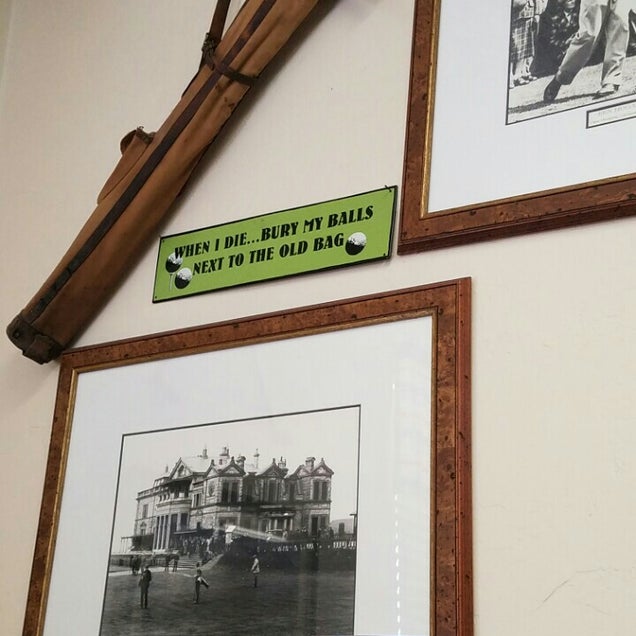 WHEN I DIE...BURY MY BALLS
NEXT TO THE OLD BAG